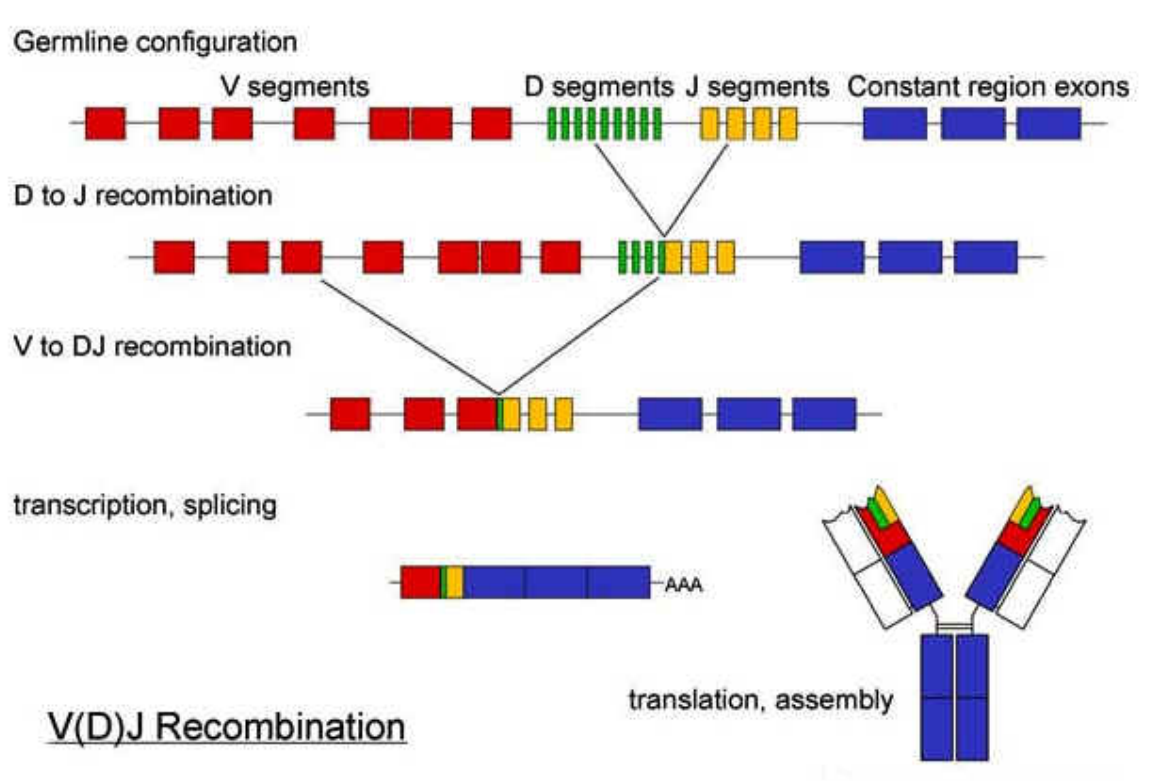 Germline configuration
V segments
D segments
J segments
Constant region exons
D to J recombination
V to DJ recombination
transcription, splicing
AAA
translation, assembly
V(D)J Recombination